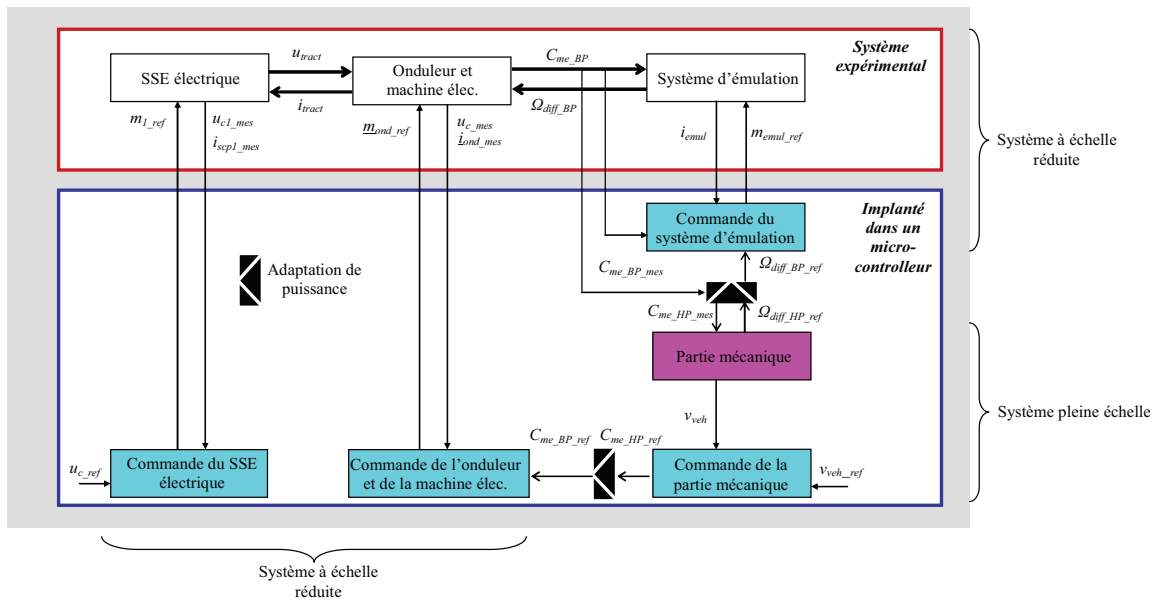 Système
expérimental
u_tract
C_me_BP
SSE électrique
Onduleur et
machine élec.
Système d'émulation
i_tract
Ω_diff_BP
m_1_ref
u_c1_mes
i_scp1_mes
m_ond_ref
u_c_mes
i_ond_mes
i_emul
m_emul_ref
Système à échelle
réduite
Commande du
système d'émulation
Implanté
dans un
micro-
controlleur
Adaptation de
puissance
C_me_BP_mes
Ω_diff_BP_ref
C_me_HP_mes
Ω_diff_HP_ref
Partie mécanique
Système pleine échelle
v_veh
C_me_BP_ref
C_me_HP_ref
u_c_ref
Commande du SSE
électrique
Commande de l'onduleur
et de la machine élec.
Commande de la
partie mécanique
v_veh_ref
Système à échelle
réduite